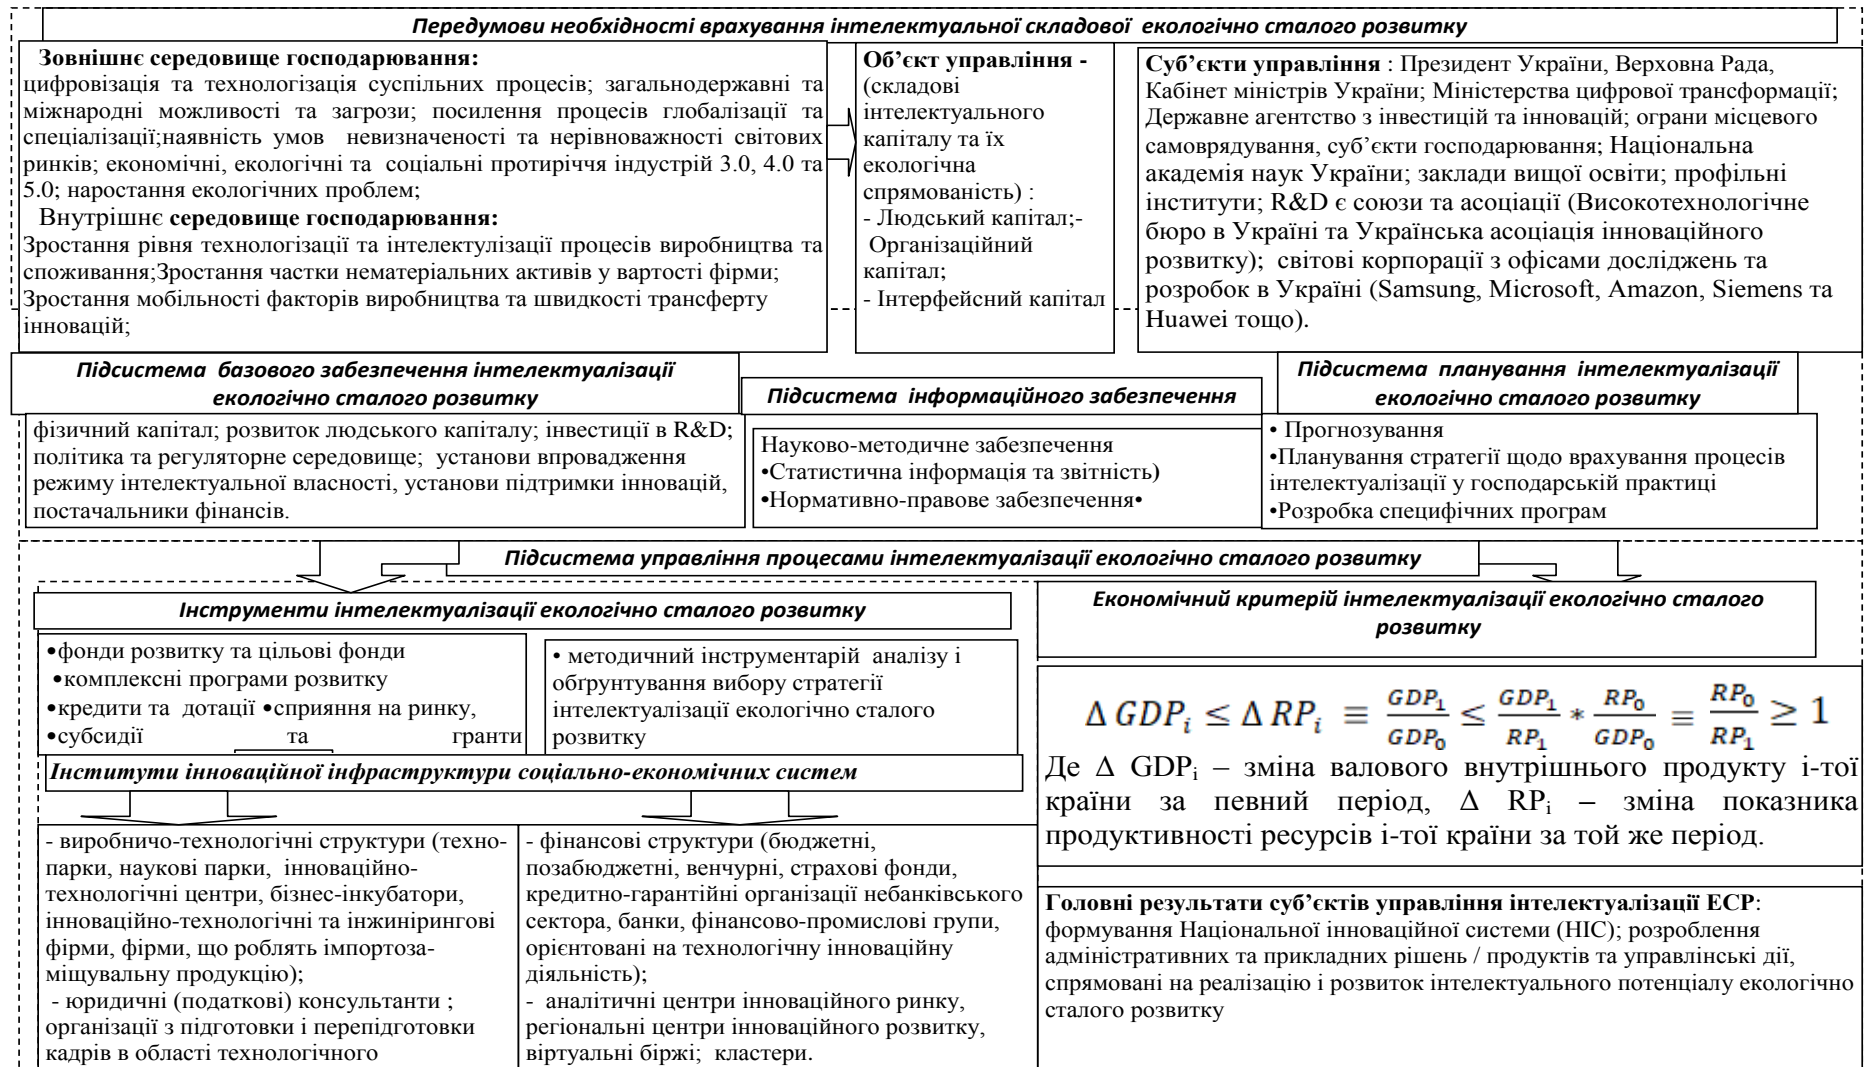 Передумови необхідності врахування інтелектуальної складової екологічно сталого розвитку
Зовнішнє середовище господарювання:
цифровізація та технологізація суспільних процесів; загальнодержавні та
міжнародні можливості та загрози; посилення процесів глобалізації та
спеціалізації;наявність умов невизначеності та нерівноважності світових
ринків; економічні, екологічні та соціальні протиріччя індустрій 3.0, 4.0 та
5.0; наростання екологічних проблем;
Внутрішнє середовище господарювання:
Зростання рівня технологізації та інтелектулізації процесів виробництва та
споживання;Зростання частки нематеріальних активів у вартості фірми;
Зростання мобільності факторів виробництва та швидкості трансферту
інновацій;
Об’єкт управління -
(складові
інтелектуального
капіталу та їх
екологічна
спрямованість) :
- Людський капітал;-
Організаційний
капітал;
- Інтерфейсний капітал
Суб’єкти управління : Президент України, Верховна Рада,
Кабінет міністрів України; Міністерства цифрової трансформації;
Державне агентство з інвестицій та інновацій; ограни місцевого
самоврядування, суб’єкти господарювання; Національна
академія наук України; заклади вищої освіти; профільні
інститути; R&D є союзи та асоціації (Високотехнологічне
бюро в Україні та Українська асоціація інноваційного
розвитку); світові корпорації з офісами досліджень та
розробок в Україні (Samsung, Microsoft, Amazon, Siemens та
Huawei тощо).
Підсистема базового забезпечення інтелектуалізації
екологічно сталого розвитку
фізичний капітал; розвиток людського капіталу; інвестиції в R&D;
політика та регуляторне середовище; установи впровадження
режиму інтелектуальної власності, установи підтримки інновацій,
постачальники фінансів.
Підсистема інформаційного забезпечення
Науково-методичне забезпечення
•Статистична інформація та звітність)
•Нормативно-правове забезпечення•
Підсистема планування інтелектуалізації
екологічно сталого розвитку
• Прогнозування
•Планування стратегії щодо врахування процесів
інтелектуалізації у господарській практиці
•Розробка специфічних програм
Підсистема управління процесами інтелектуалізації екологічно сталого розвитку
Інструменти інтелектуалізації екологічно сталого розвитку
•фонди розвитку та цільові фонди
•комплексні програми розвитку
•кредити та дотації •сприяння на ринку,
•субсидії та гранти
• методичний інструментарій аналізу і
обґрунтування вибору стратегії
інтелектуалізації екологічно сталого
розвитку
Інститути інноваційної інфраструктури соціально-економічних систем
- виробничо-технологічні структури (техно-
парки, наукові парки, інноваційно-
технологічні центри, бізнес-інкубатори,
інноваційно-технологічні та інжинірингові
фірми, фірми, що роблять імпортоза-
міщувальну продукцію);
- юридичні (податкові) консультанти ;
організації з підготовки і перепідготовки
кадрів в області технологічного
- фінансові структури (бюджетні,
позабюджетні, венчурні, страхові фонди,
кредитно-гарантійні організації небанківського
сектора, банки, фінансово-промислові групи,
орієнтовані на технологічну інноваційну
діяльність);
- аналітичні центри інноваційного ринку,
регіональні центри інноваційного розвитку,
віртуальні біржі; кластери.
Економічний критерій інтелектуалізації екологічно сталого
розвитку
Δ GDPᵢ ≤ Δ RPᵢ ≡ GDP₁/GDP₀ ≤ GDP₁/RP₁ * RP₀/GDP₀ ≡ RP₀/RP₁ ≥ 1
Де Δ GDPᵢ – зміна валового внутрішнього продукту і-тої
країни за певний період, Δ RPᵢ – зміна показника
продуктивності ресурсів і-тої країни за той же період.
Головні результати суб’єктів управління інтелектуалізації ЕСР:
формування Національної інноваційної системи (НІС); розроблення
адміністративних та прикладних рішень / продуктів та управлінські дії,
спрямовані на реалізацію і розвиток інтелектуального потенціалу екологічно
сталого розвитку